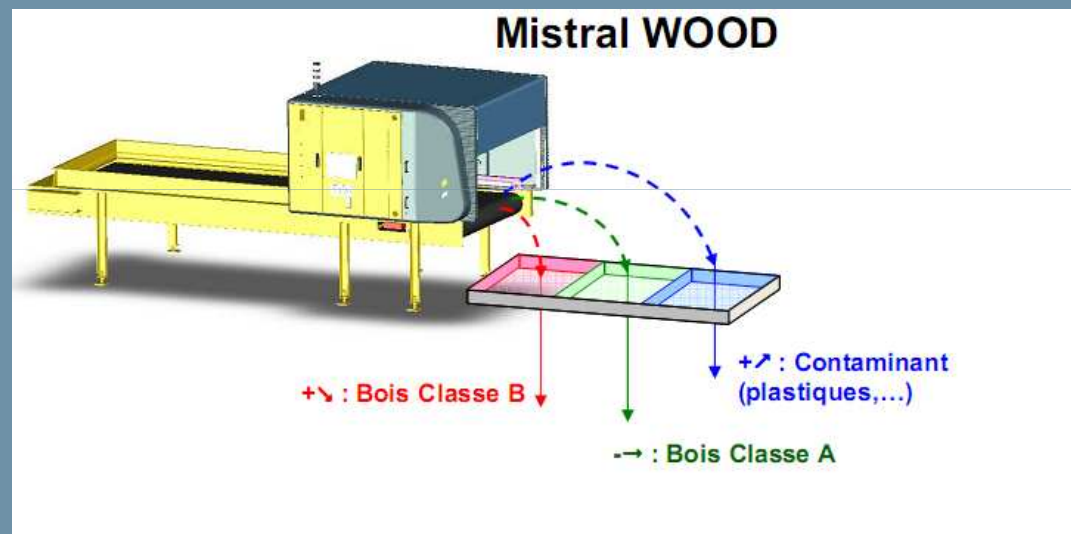 Mistral WOOD
+↗ : Contaminant
(plastiques,...)
+↘ : Bois Classe B
-→ : Bois Classe A